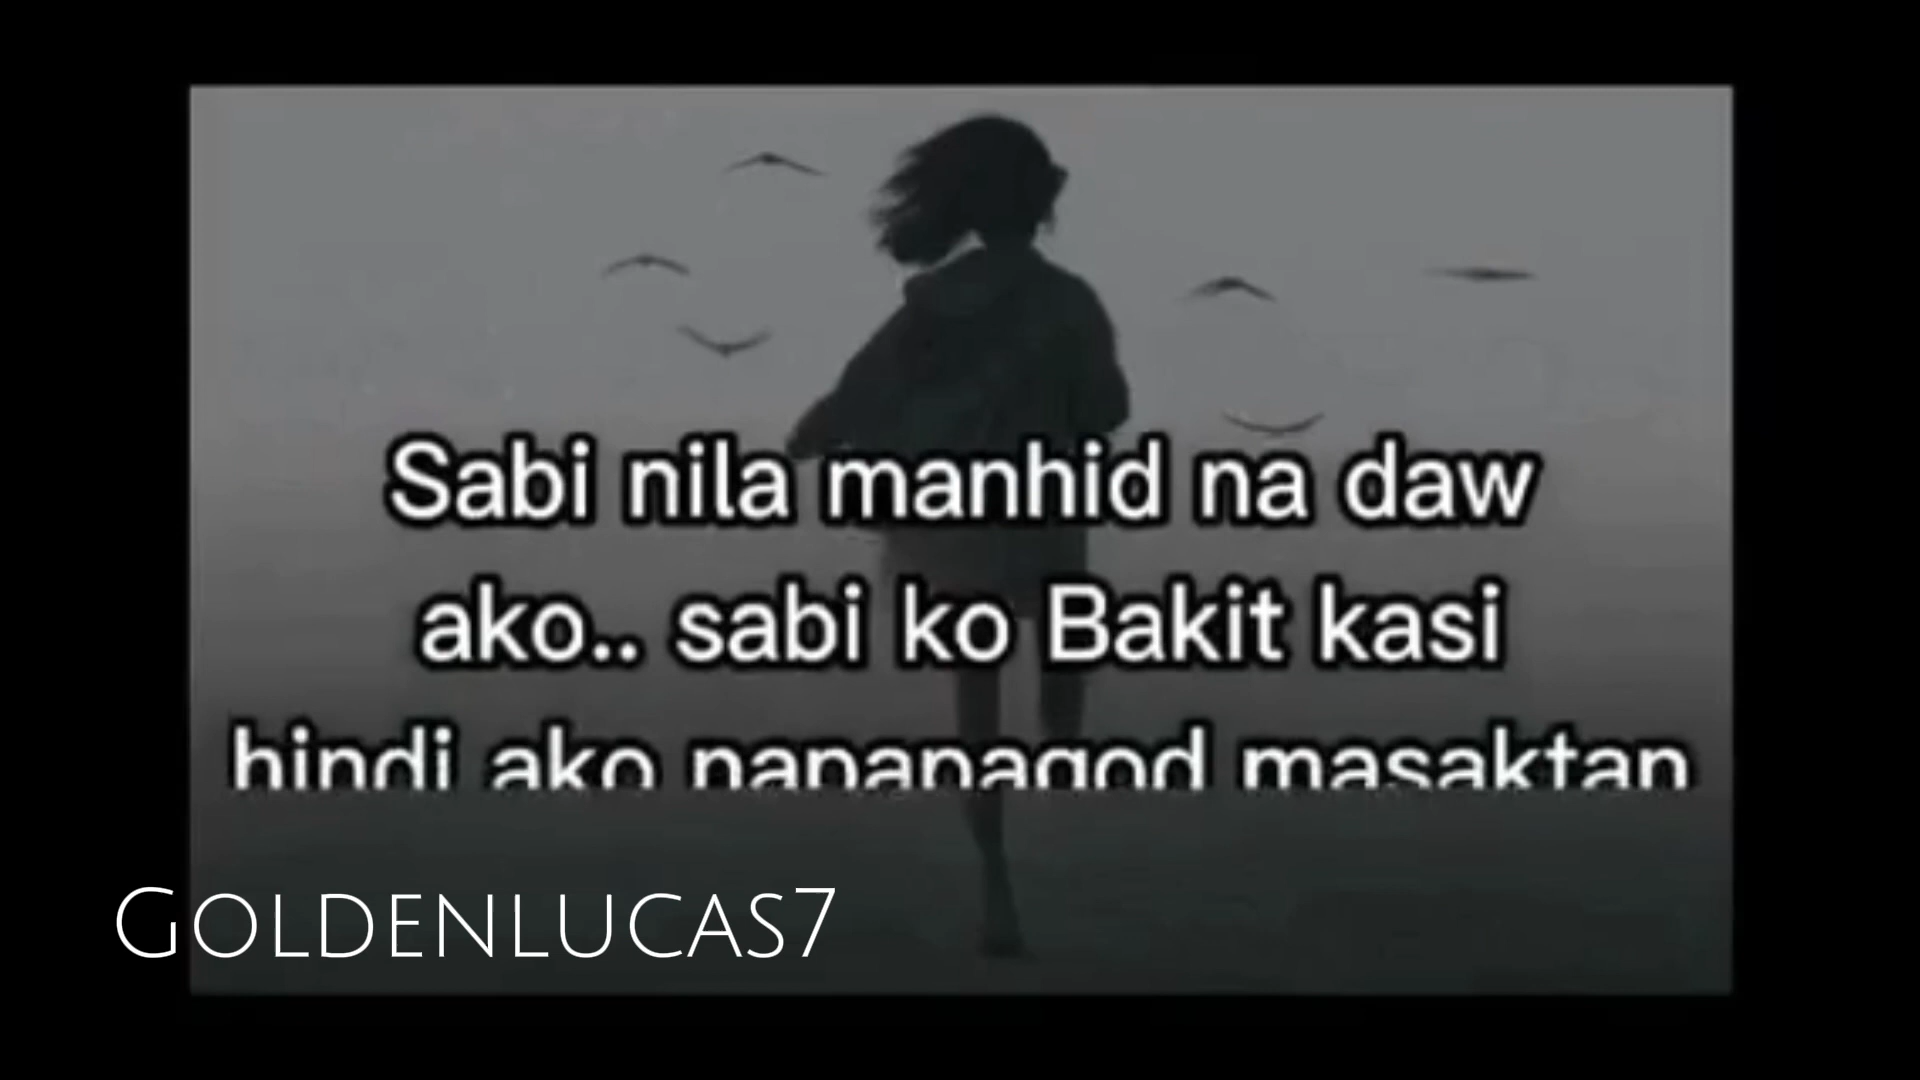 Sabi nila manhid na daw
ako.. sabi ko Bakit kasi
hindi ako napapagod masaktan
GOLDENLUCAS7